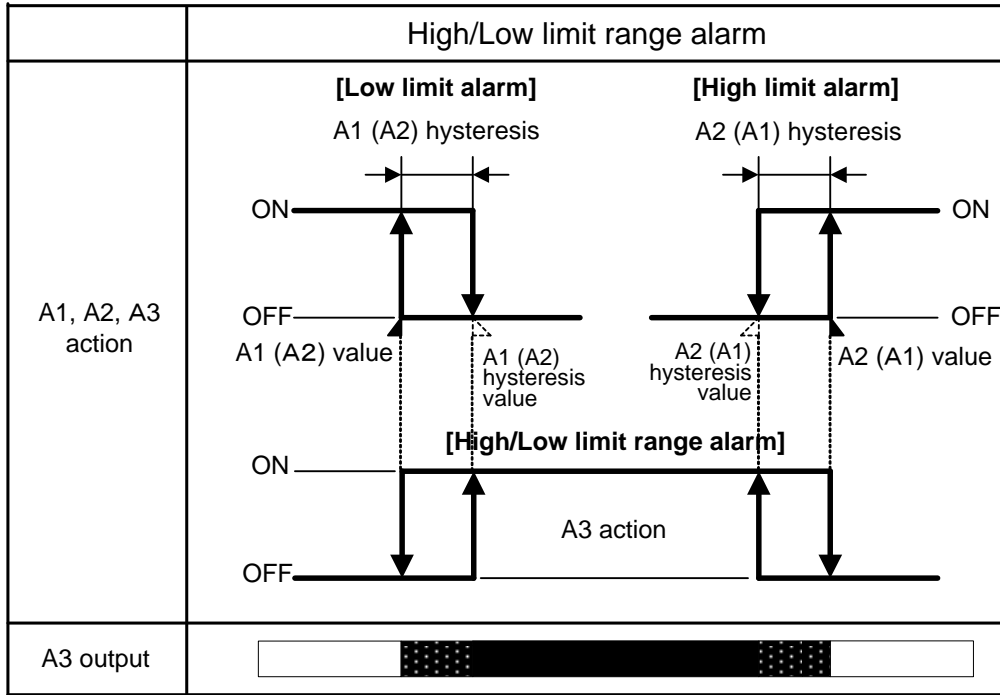 High/Low limit range alarm
[Low limit alarm]
[High limit alarm]
A1 (A2) hysteresis
A2 (A1) hysteresis
ON
ON
A1, A2, A3
action
OFF
OFF
A1 (A2) value
A1 (A2)
hysteresis
value
A2 (A1)
hysteresis
value
A2 (A1) value
[High/Low limit range alarm]
ON
A3 action
OFF
A3 output